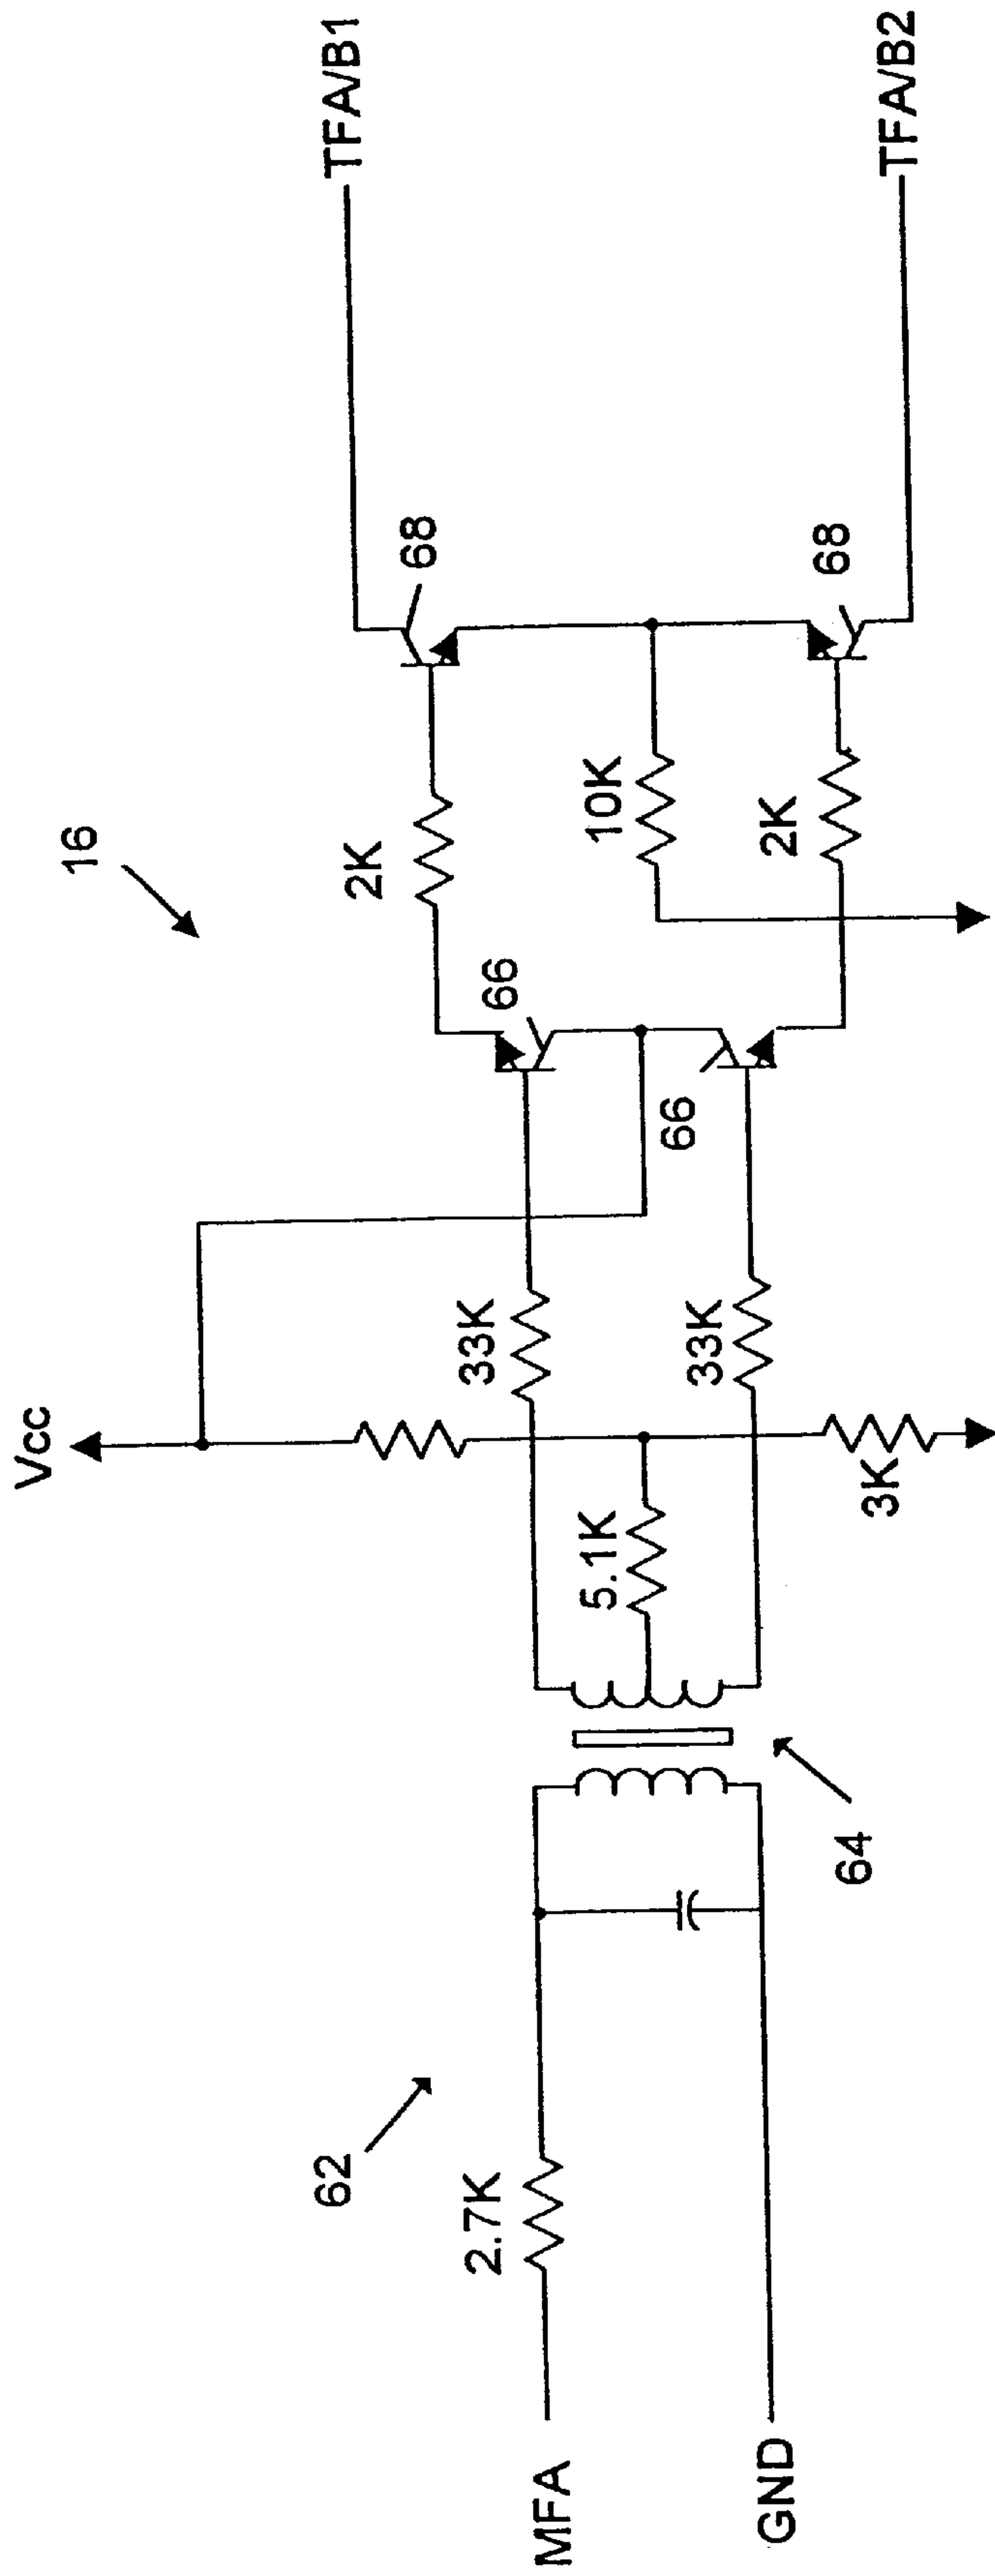 16
Vcc
TFA/B1
TFA/B2
68
68
2K
10K
2K
66
66
33K
33K
5.1K
3K
64
62
2.7K
MFA
GND